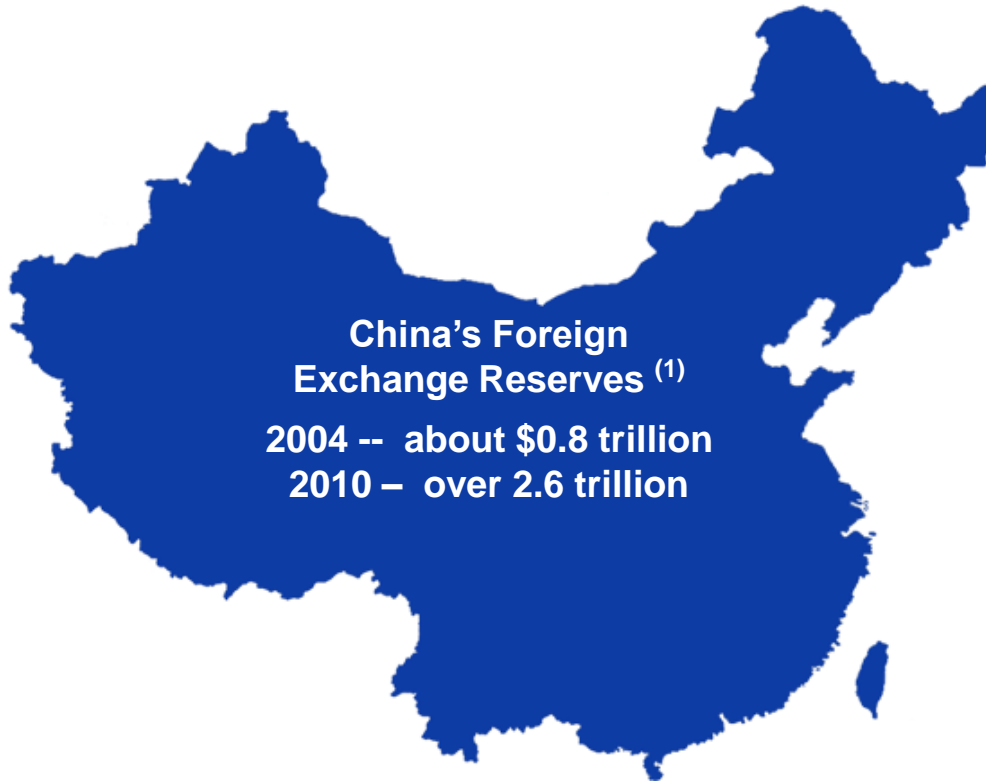 China’s Foreign
Exchange Reserves (1)
2004 -- about $0.8 trillion
2010 – over 2.6 trillion